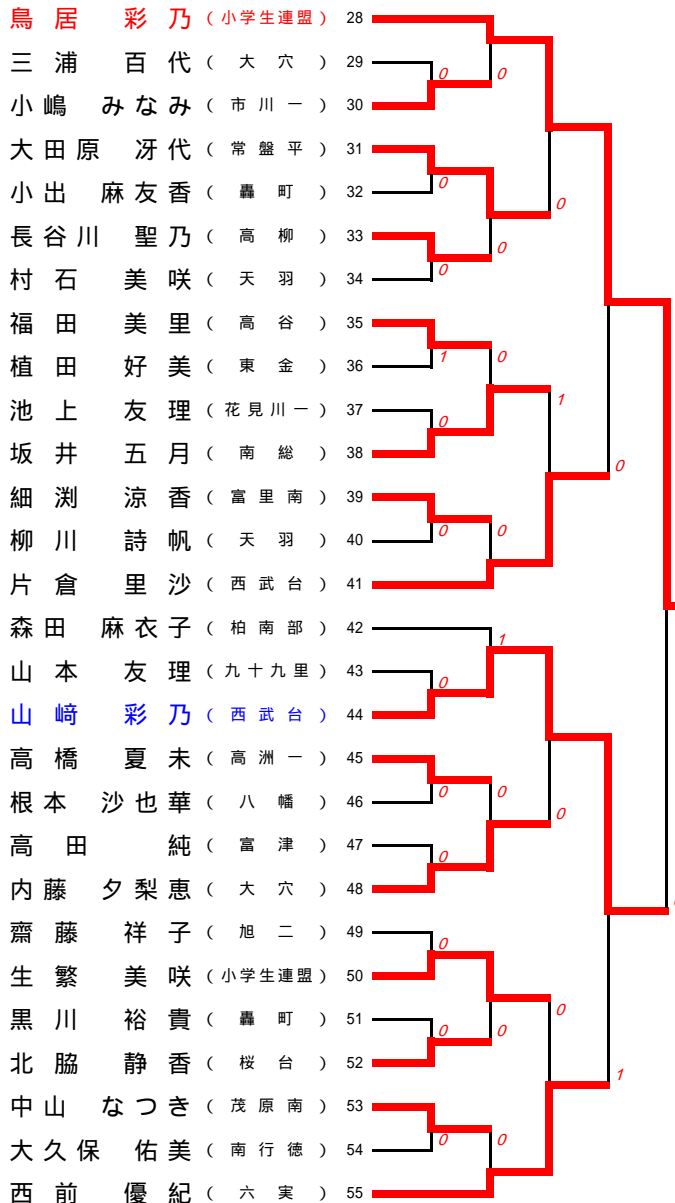 鳥居 彩乃 (小学生連盟) 28
三浦 百代 (大穴) 29
0 0
小嶋 みなみ (市川一) 30
大田原 冴代 (常盤平) 31
0
小出 麻友香 (轟町) 32
0
長谷川 聖乃 (高柳) 33
0
0
村石 美咲 (天羽) 34
福田 美里 (高谷) 35
1 0
植田 好美 (東金) 36
1
池上 友理 (花見川一) 37
0
坂井 五月 (南総) 38
0
細渕 涼香 (富里南) 39
0 0
柳川 詩帆 (天羽) 40
片倉 里沙 (西武台) 41
森田 麻衣子 (柏南部) 42
1
山本 友理 (九十九里) 43
0
山﨑 彩乃 (西武台) 44
高橋 夏未 (高洲一) 45
0 0
根本 沙也華 (八幡) 46
0
高田 純 (富津) 47
0
内藤 夕梨恵 (大穴) 48
齋藤 祥子 (旭二) 49
0
生繁 美咲 (小学生連盟) 50
0
黒川 裕貴 (轟町) 51
0 0
北脇 静香 (桜台) 52
1
中山 なつき (茂原南) 53
0 0
大久保 佑美 (南行徳) 54
西前 優紀 (六実) 55